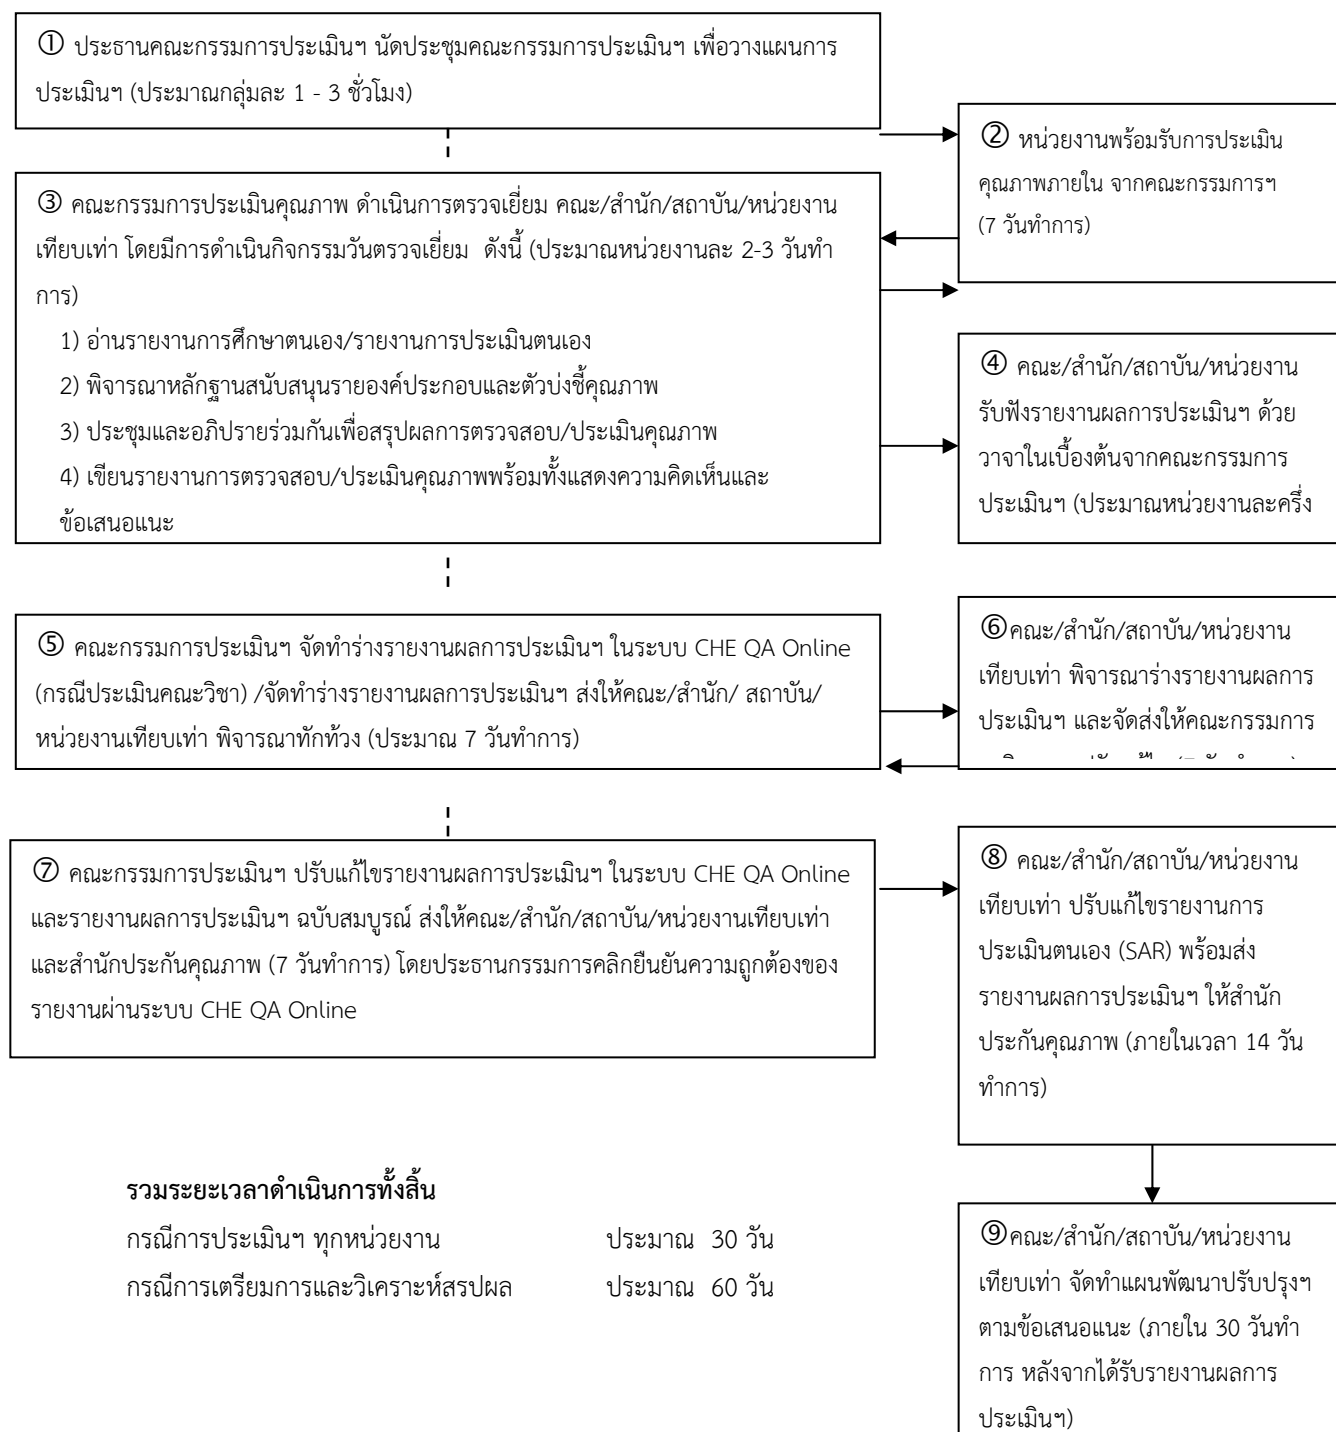 ① ประธานคณะกรรมการประเมินฯ นัดประชุมคณะกรรมการประเมินฯ เพื่อวางแผนการ
ประเมินฯ (ประมาณกลุ่มละ 1 - 3 ชั่วโมง)
② หน่วยงานพร้อมรับการประเมิน
คุณภาพภายใน จากคณะกรรมการฯ
(7 วันทำการ)
③ คณะกรรมการประเมินคุณภาพ ดำเนินการตรวจเยี่ยม คณะ/สำนัก/สถาบัน/หน่วยงาน
เทียบเท่า โดยมีการดำเนินกิจกรรมวันตรวจเยี่ยม ดังนี้ (ประมาณหน่วยงานละ 2-3 วันทำ
การ)
1) อ่านรายงานการศึกษาตนเอง/รายงานการประเมินตนเอง
2) พิจารณาหลักฐานสนับสนุนรายองค์ประกอบและตัวบ่งชี้คุณภาพ
3) ประชุมและอภิปรายร่วมกันเพื่อสรุปผลการตรวจสอบ/ประเมินคุณภาพ
4) เขียนรายงานการตรวจสอบ/ประเมินคุณภาพพร้อมทั้งแสดงความคิดเห็นและ
ข้อเสนอแนะ
④ คณะ/สำนัก/สถาบัน/หน่วยงาน
รับฟังรายงานผลการประเมินฯ ด้วย
วาจาในเบื้องต้นจากคณะกรรมการ
ประเมินฯ (ประมาณหน่วยงานละครึ่ง
⑤ คณะกรรมการประเมินฯ จัดทำร่างรายงานผลการประเมินฯ ในระบบ CHE QA Online
(กรณีประเมินคณะวิชา) /จัดทำร่างรายงานผลการประเมินฯ ส่งให้คณะ/สำนัก/ สถาบัน/
หน่วยงานเทียบเท่า พิจารณาทักท้วง (ประมาณ 7 วันทำการ)
⑥คณะ/สำนัก/สถาบัน/หน่วยงาน
เทียบเท่า พิจารณาร่างรายงานผลการ
ประเมินฯ และจัดส่งให้คณะกรรมการ
⑦ คณะกรรมการประเมินฯ ปรับแก้ไขรายงานผลการประเมินฯ ในระบบ CHE QA Online
และรายงานผลการประเมินฯ ฉบับสมบูรณ์ ส่งให้คณะ/สำนัก/สถาบัน/หน่วยงานเทียบเท่า
และสำนักประกันคุณภาพ (7 วันทำการ) โดยประธานกรรมการคลิกยืนยันความถูกต้องของ
รายงานผ่านระบบ CHE QA Online
⑧ คณะ/สำนัก/สถาบัน/หน่วยงาน
เทียบเท่า ปรับแก้ไขรายงานการ
ประเมินตนเอง (SAR) พร้อมส่ง
รายงานผลการประเมินฯ ให้สำนัก
ประกันคุณภาพ (ภายในเวลา 14 วัน
ทำการ)
รวมระยะเวลาดำเนินการทั้งสิ้น
กรณีการประเมินฯ ทุกหน่วยงาน ประมาณ 30 วัน
กรณีการเตรียมการและวิเคราะห์สรุปผล ประมาณ 60 วัน
⑨คณะ/สำนัก/สถาบัน/หน่วยงาน
เทียบเท่า จัดทำแผนพัฒนาปรับปรุงฯ
ตามข้อเสนอแนะ (ภายใน 30 วันทำ
การ หลังจากได้รับรายงานผลการ
ประเมินฯ)